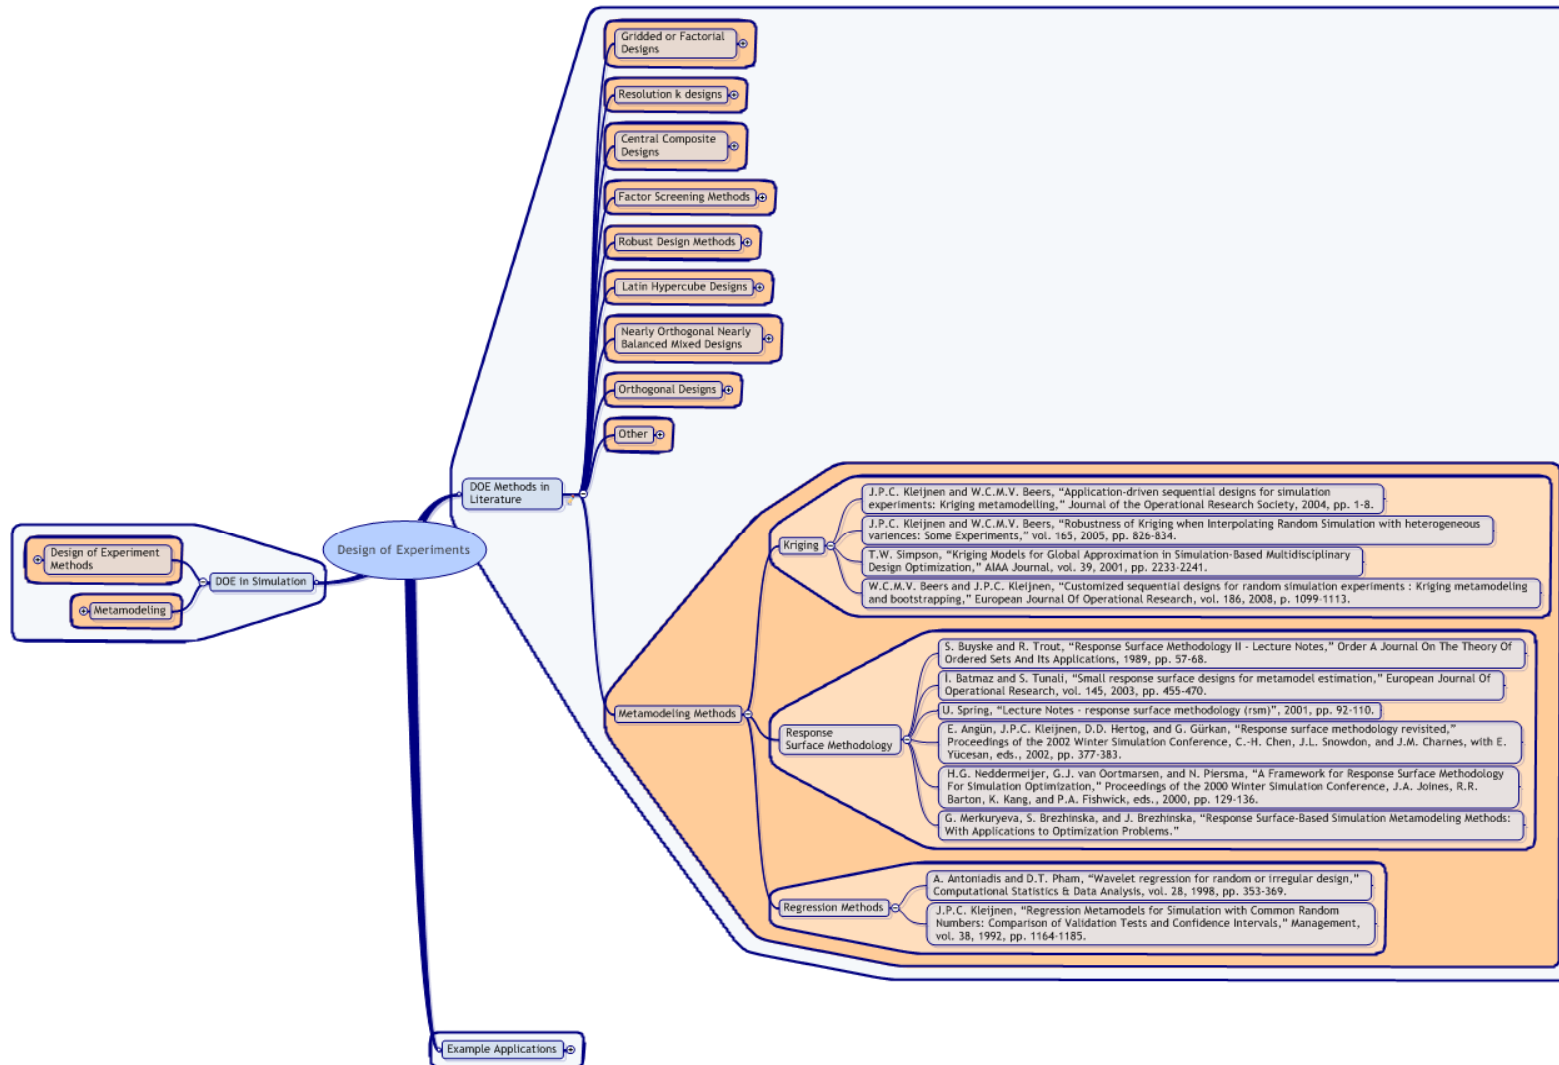 Gridded or Factorial
Designs
Resolution k designs
Central Composite
Designs
Factor Screening Methods
Robust Design Methods
Latin Hypercube Designs
Nearly Orthogonal Nearly
Balanced Mixed Designs
Orthogonal Designs
Other
DOE Methods in
Literature
Design of Experiments
Design of Experiment
Methods
DOE in Simulation
Metamodeling
Kriging
J.P.C. Kleijnen and W.C.M.V. Beers, “Application-driven sequential designs for simulation
experiments: Kriging metamodelling,” Journal of the Operational Research Society, 2004, pp. 1-8.
J.P.C. Kleijnen and W.C.M.V. Beers, “Robustness of Kriging when Interpolating Random Simulation with heterogeneous
variences: Some Experiments,” vol. 165, 2005, pp. 826-834.
T.W. Simpson, “Kriging Models for Global Approximation in Simulation-Based Multidisciplinary
Design Optimization,” AIAA Journal, vol. 39, 2001, pp. 2233-2241.
W.C.M.V. Beers and J.P.C. Kleijnen, “Customized sequential designs for random simulation experiments : Kriging metamodeling
and bootstrapping,” European Journal Of Operational Research, vol. 186, 2008, p. 1099-1113.
Metamodeling Methods
Response
Surface Methodology
S. Buyske and R. Trout, “Response Surface Methodology II - Lecture Notes,” Order A Journal On The Theory Of
Ordered Sets And Its Applications, 1989, pp. 57-68.
İ. Batmaz and S. Tunali, “Small response surface designs for metamodel estimation,” European Journal Of
Operational Research, vol. 145, 2003, pp. 455-470.
U. Spring, “Lecture Notes - response surface methodology (rsm)”, 2001, pp. 92-110.
E. Angün, J.P.C. Kleijnen, D.D. Hertog, and G. Gürkan, “Response surface methodology revisited,”
Proceedings of the 2002 Winter Simulation Conference, C.-H. Chen, J.L. Snowdon, and J.M. Charnes, with E.
Yücesan, eds., 2002, pp. 377-383.
H.G. Neddermeijer, G.J. van Oortmarsen, and N. Piersma, “A Framework for Response Surface Methodology
For Simulation Optimization,” Proceedings of the 2000 Winter Simulation Conference, J.A. Joines, R.R.
Barton, K. Kang, and P.A. Fishwick, eds., 2000, pp. 129-136.
G. Merkuryeva, S. Brezhinska, and J. Brezhinska, “Response Surface-Based Simulation Metamodeling Methods:
With Applications to Optimization Problems.”
Regression Methods
A. Antoniadis and D.T. Pham, “Wavelet regression for random or irregular design,”
Computational Statistics & Data Analysis, vol. 28, 1998, pp. 353-369.
J.P.C. Kleijnen, “Regression Metamodels for Simulation with Common Random
Numbers: Comparison of Validation Tests and Confidence Intervals,” Management,
vol. 38, 1992, pp. 1164-1185.
Example Applications